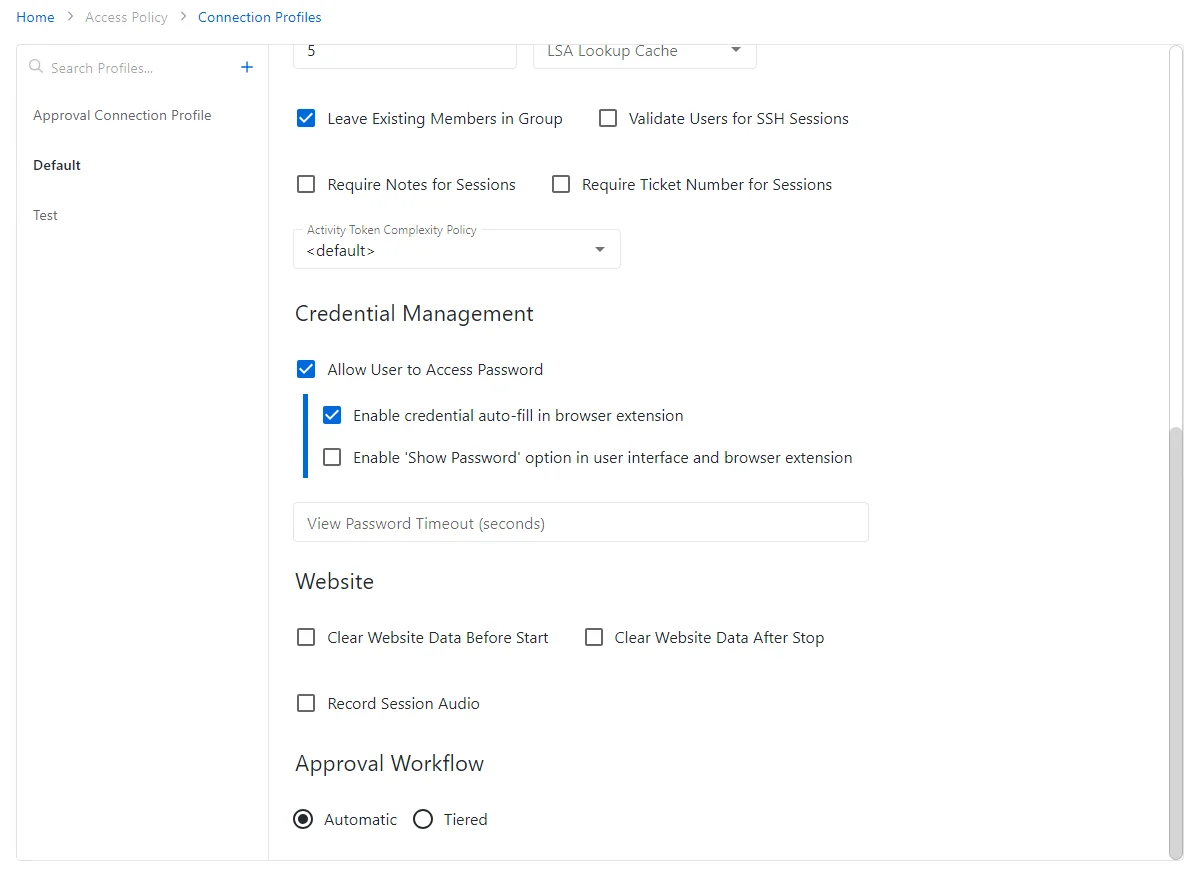 Home > Access Policy > Connection Profiles
Search Profiles... +
Approval Connection Profile
Default
Test
5 LSA Lookup Cache
Leave Existing Members in Group Validate Users for SSH Sessions
Require Notes for Sessions Require Ticket Number for Sessions
Activity Token Complexity Policy
<default>
Credential Management
Allow User to Access Password
Enable credential auto-fill in browser extension
Enable 'Show Password' option in user interface and browser extension
View Password Timeout (seconds)
Website
Clear Website Data Before Start Clear Website Data After Stop
Record Session Audio
Approval Workflow
Automatic Tiered